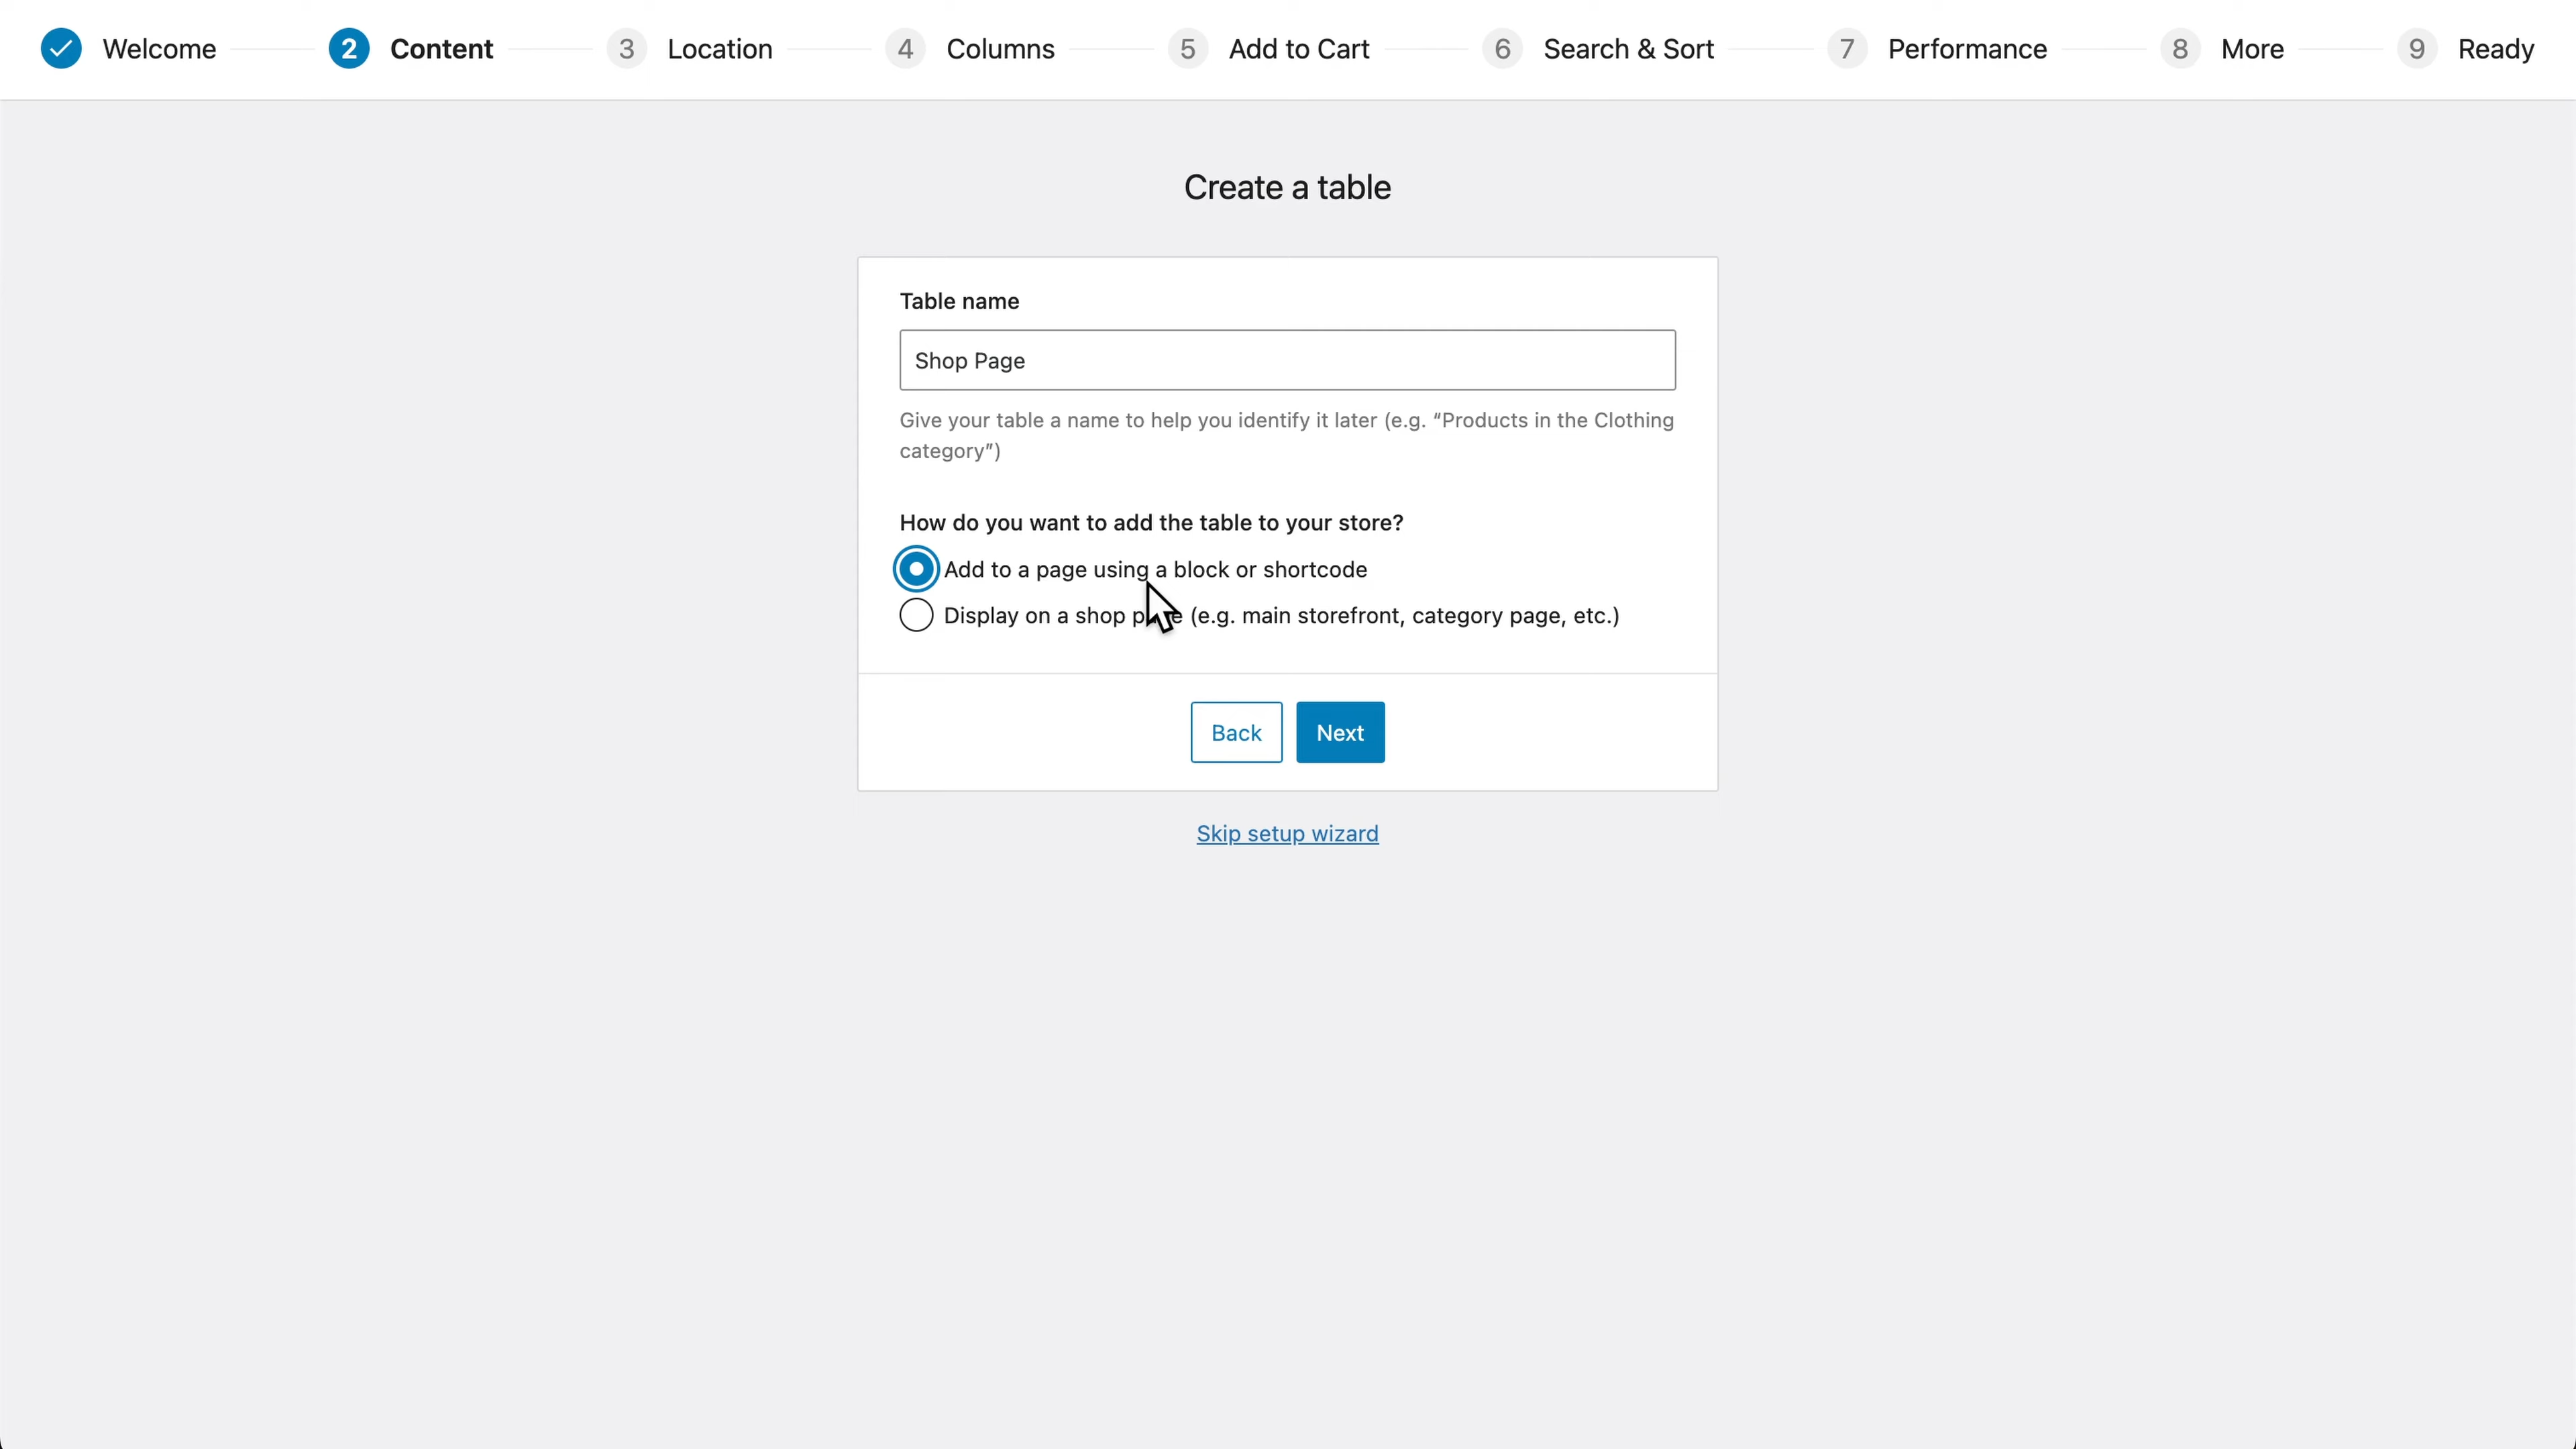 Welcome 2 Content 3 Location 4 Columns 5 Add to Cart 6 Search & Sort 7 Performance 8 More 9 Ready
Create a table
Table name
Shop Page
Give your table a name to help you identify it later (e.g. “Products in the Clothing
category”)
How do you want to add the table to your store?
Add to a page using a block or shortcode
Display on a shop page (e.g. main storefront, category page, etc.)
Back Next
Skip setup wizard